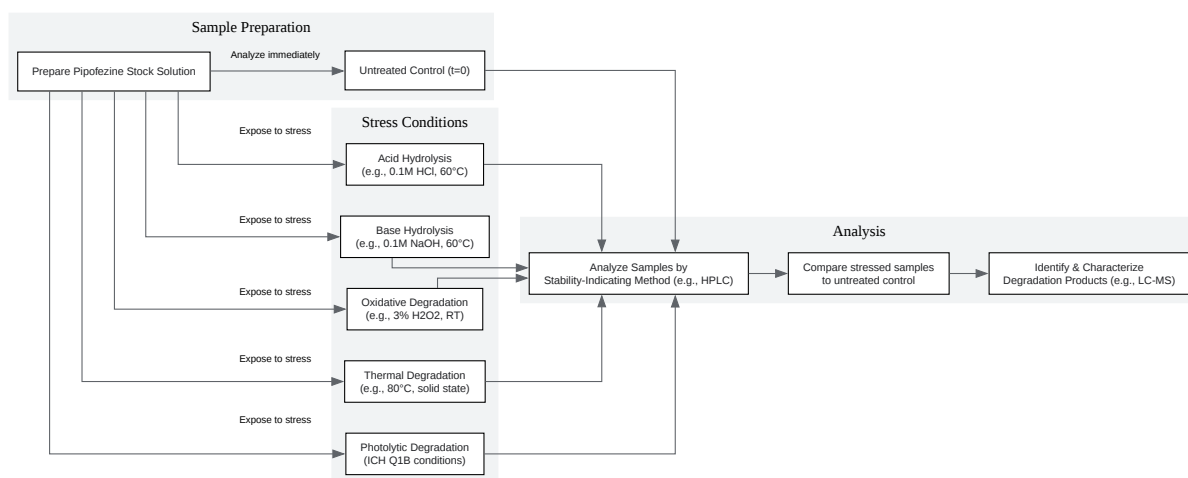 Sample Preparation
Prepare Pipofezine Stock Solution
Analyze immediately
Untreated Control (t=0)
Stress Conditions
Expose to stress
Acid Hydrolysis
(e.g., 0.1M HCl, 60°C)
Expose to stress
Base Hydrolysis
(e.g., 0.1M NaOH, 60°C)
Expose to stress
Oxidative Degradation
(e.g., 3% H2O2, RT)
Expose to stress
Thermal Degradation
(e.g., 80°C, solid state)
Expose to stress
Photolytic Degradation
(ICH Q1B conditions)
Analysis
Analyze Samples by
Stability-Indicating Method (e.g., HPLC)
Compare stressed samples
to untreated control
Identify & Characterize
Degradation Products (e.g., LC-MS)